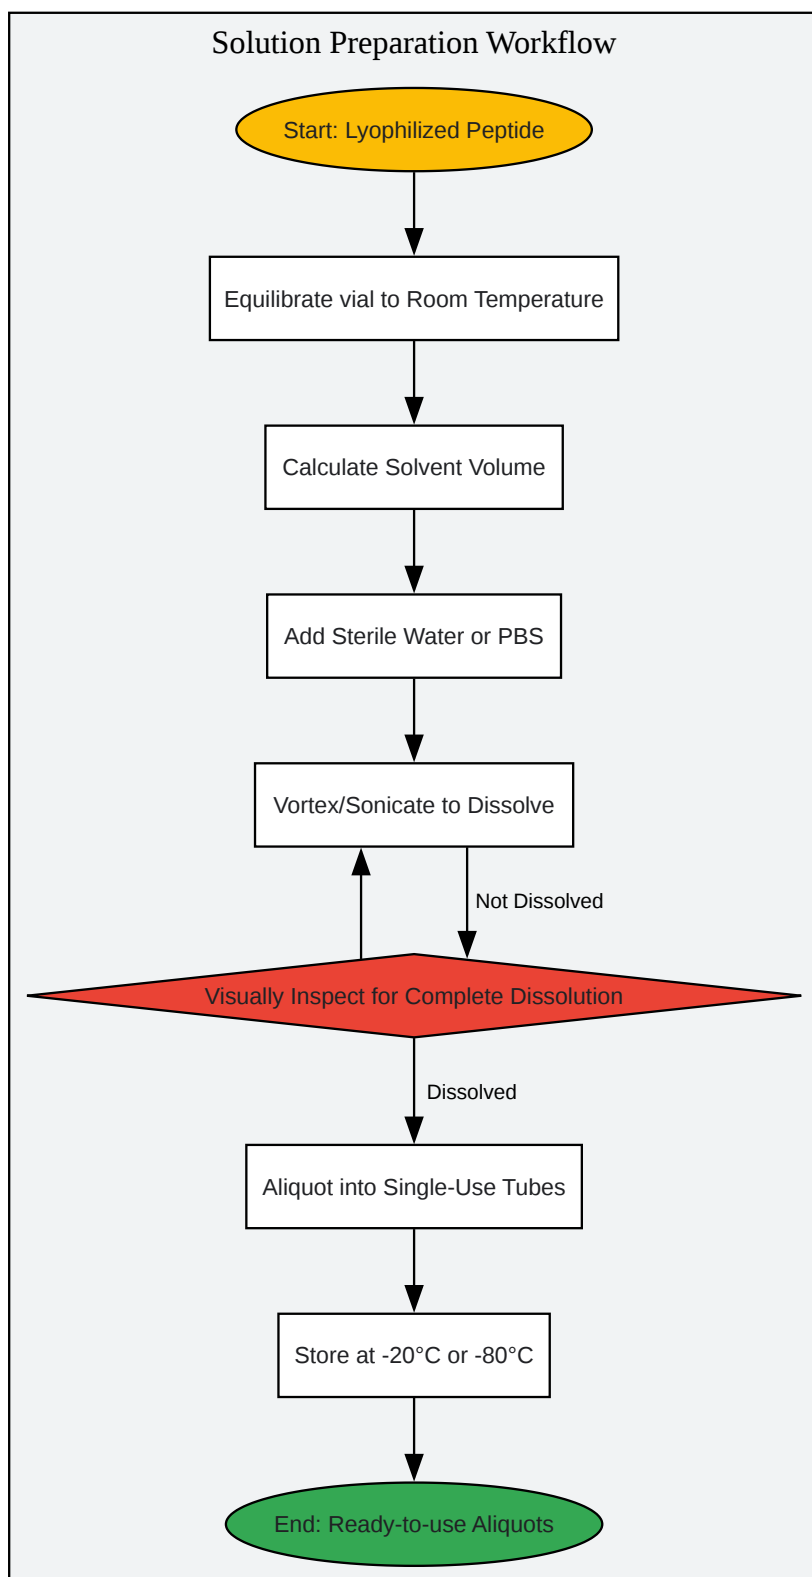 Solution Preparation Workflow
Start: Lyophilized Peptide
Equilibrate vial to Room Temperature
Calculate Solvent Volume
Add Sterile Water or PBS
Vortex/Sonicate to Dissolve
Not Dissolved
Visually Inspect for Complete Dissolution
Dissolved
Aliquot into Single-Use Tubes
Store at -20°C or -80°C
End: Ready-to-use Aliquots